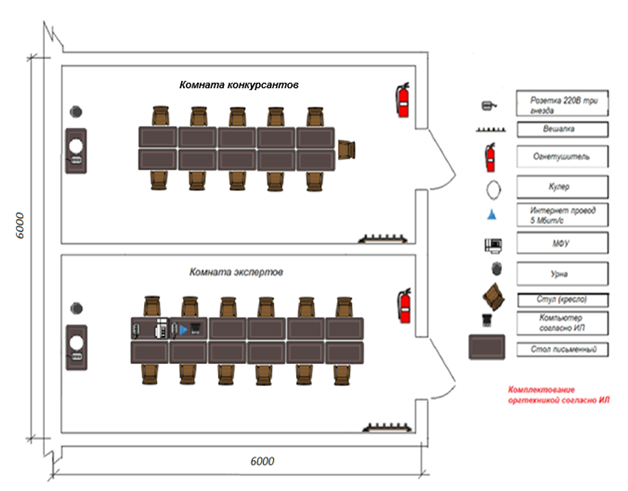 Комната конкурсантов
Комната экспертов
6000
6000
Розетка 220В три
гнезда
Вешалка
Огнетушитель
Кулер
Интернет провод
5 Мбит/с
МФУ
Урна
Стул (кресло)
Компьютер
согласно ИЛ
Стол письменный
Комплектование
оргтехникой согласно ИЛ